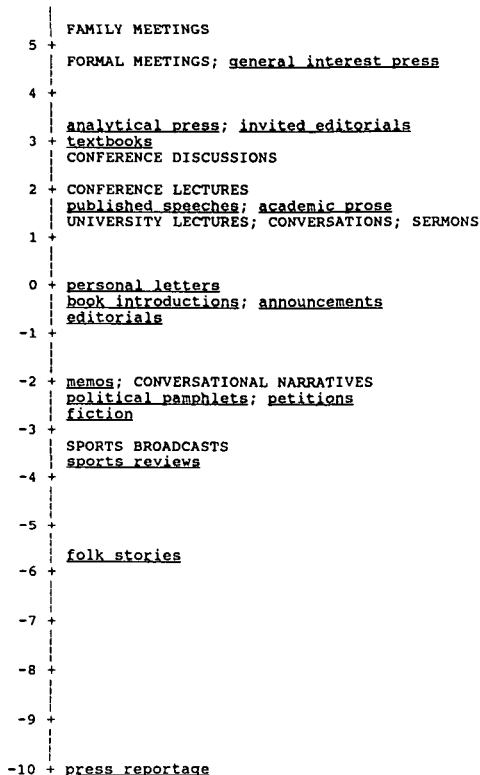 FAMILY MEETINGS
5 +
FORMAL MEETINGS; general interest press
4 +
analytical press; invited editorials
3 + textbooks
CONFERENCE DISCUSSIONS
2 + CONFERENCE LECTURES
published speeches; academic prose
UNIVERSITY LECTURES; CONVERSATIONS; SERMONS
1 +
0 + personal letters
book introductions; announcements
editorials
-1 +
-2 + memos; CONVERSATIONAL NARRATIVES
political pamphlets; petitions
fiction
-3 +
SPORTS BROADCASTS
sports reviews
-4 +
-5 +
folk stories
-6 +
-7 +
-8 +
-9 +
-10 + press reportage